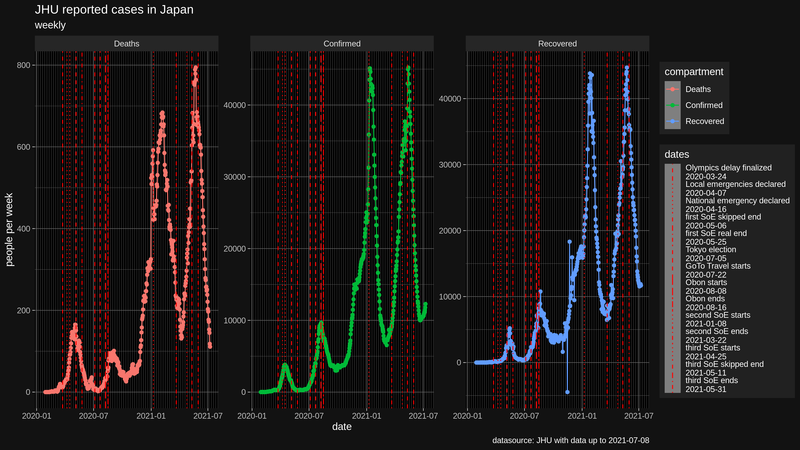 JHU reported cases in Japan
weekly
Deaths
Confirmed
Recovered
people per week
800
600
400
200
0
40000
30000
20000
10000
0
40000
30000
20000
10000
0
2020-01
2020-07
2021-01
2021-07
2020-01
2020-07
2021-01
2021-07
2020-01
2020-07
2021-01
2021-07
date
compartment
Deaths
Confirmed
Recovered
dates
Olympics delay finalized
2020-03-24
Local emergencies declared
2020-04-07
National emergency declared
2020-04-16
first SoE skipped end
2020-05-06
first SoE real end
2020-05-25
Tokyo election
2020-07-05
GoTo Travel starts
2020-07-22
Obon starts
2020-08-08
Obon ends
2020-08-16
second SoE starts
2021-01-08
second SoE ends
2021-03-22
third SoE starts
2021-04-25
third SoE skipped end
2021-05-11
third SoE ends
2021-05-31
datasource: JHU with data up to 2021-07-08